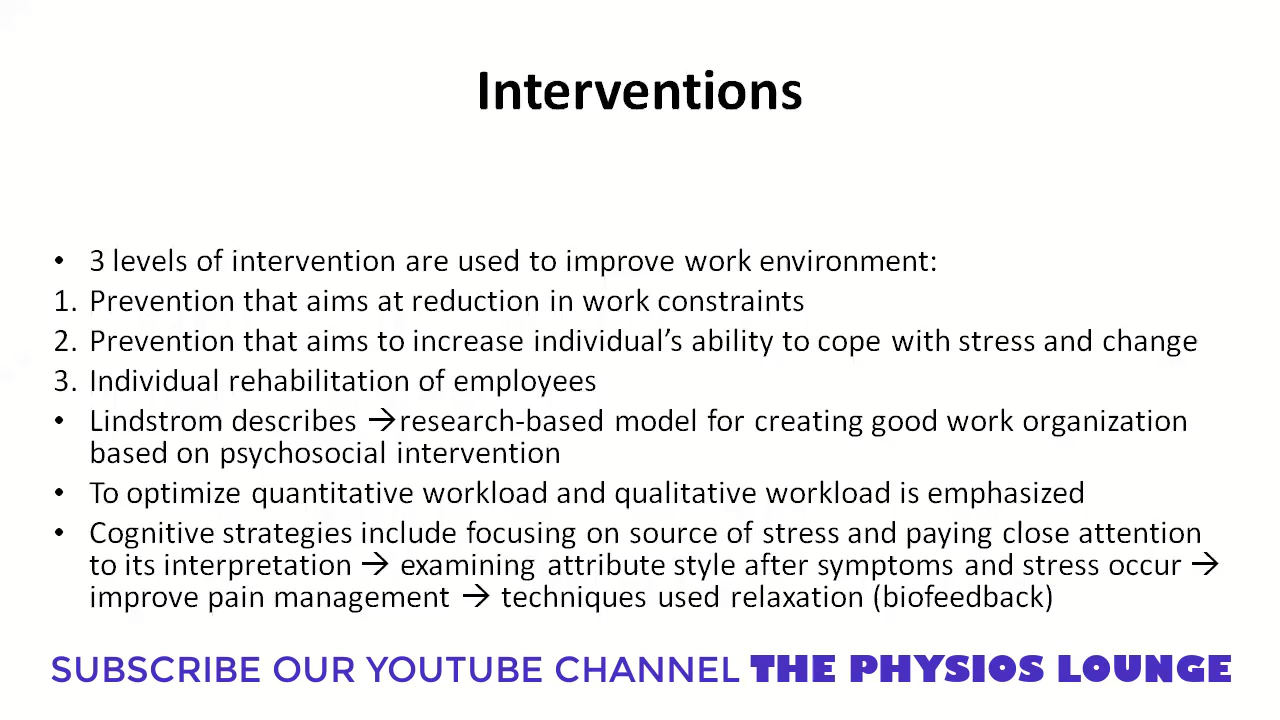 Interventions
• 3 levels of intervention are used to improve work environment:
1. Prevention that aims at reduction in work constraints
2. Prevention that aims to increase individual’s ability to cope with stress and change
3. Individual rehabilitation of employees
• Lindstrom describes →research-based model for creating good work organization
based on psychosocial intervention
• To optimize quantitative workload and qualitative workload is emphasized
• Cognitive strategies include focusing on source of stress and paying close attention
to its interpretation → examining attribute style after symptoms and stress occur →
improve pain management → techniques used relaxation (biofeedback)
SUBSCRIBE OUR YOUTUBE CHANNEL THE PHYSIOS LOUNGE